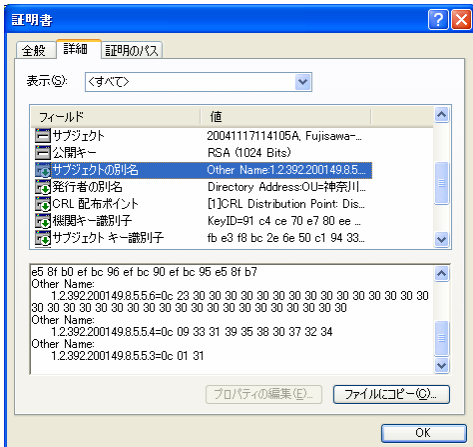 証明書
全般 詳細 証明のパス
表示(S): <すべて>
フィールド 値
サブジェクト 20041117114105A, Fujisawa-...
公開キー RSA (1024 Bits)
サブジェクトの別名 Other Name:1.2.392.200149.8.5...
発行者の別名 Directory Address:OU=神奈川...
CRL 配布ポイント [1]CRL Distribution Point: Dis...
機関キー識別子 KeyID=91 c4 ce 70 e7 80 ee ...
サブジェクト キー識別子 fb e3 f8 bc 2e 6e 50 c1 94 33...
e5 8f b0 ef bc 96 ef bc 90 ef bc 95 e5 8f b7
Other Name:
1.2.392.200149.8.5.5.6=0c 23 30 30 30 30 30 30 30 30 30 30 30 30 30 30 30
30 30 30 30 30 30 30 30 30 30 30 30 30 30 30 30 30 30 30 30
Other Name:
1.2.392.200149.8.5.5.4=0c 09 33 31 39 35 38 30 37 32 34
Other Name:
1.2.392.200149.8.5.5.3=0c 01 31
プロパティの編集(E)... ファイルにコピー(C)...
OK